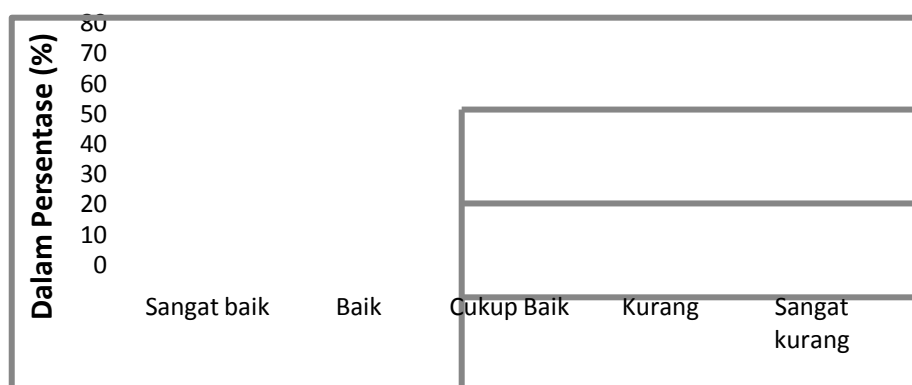 Dalam Persentase (%)
80
70
60
50
40
30
20
10
0
Sangat baik
Baik
Cukup Baik
Kurang
Sangat
kurang